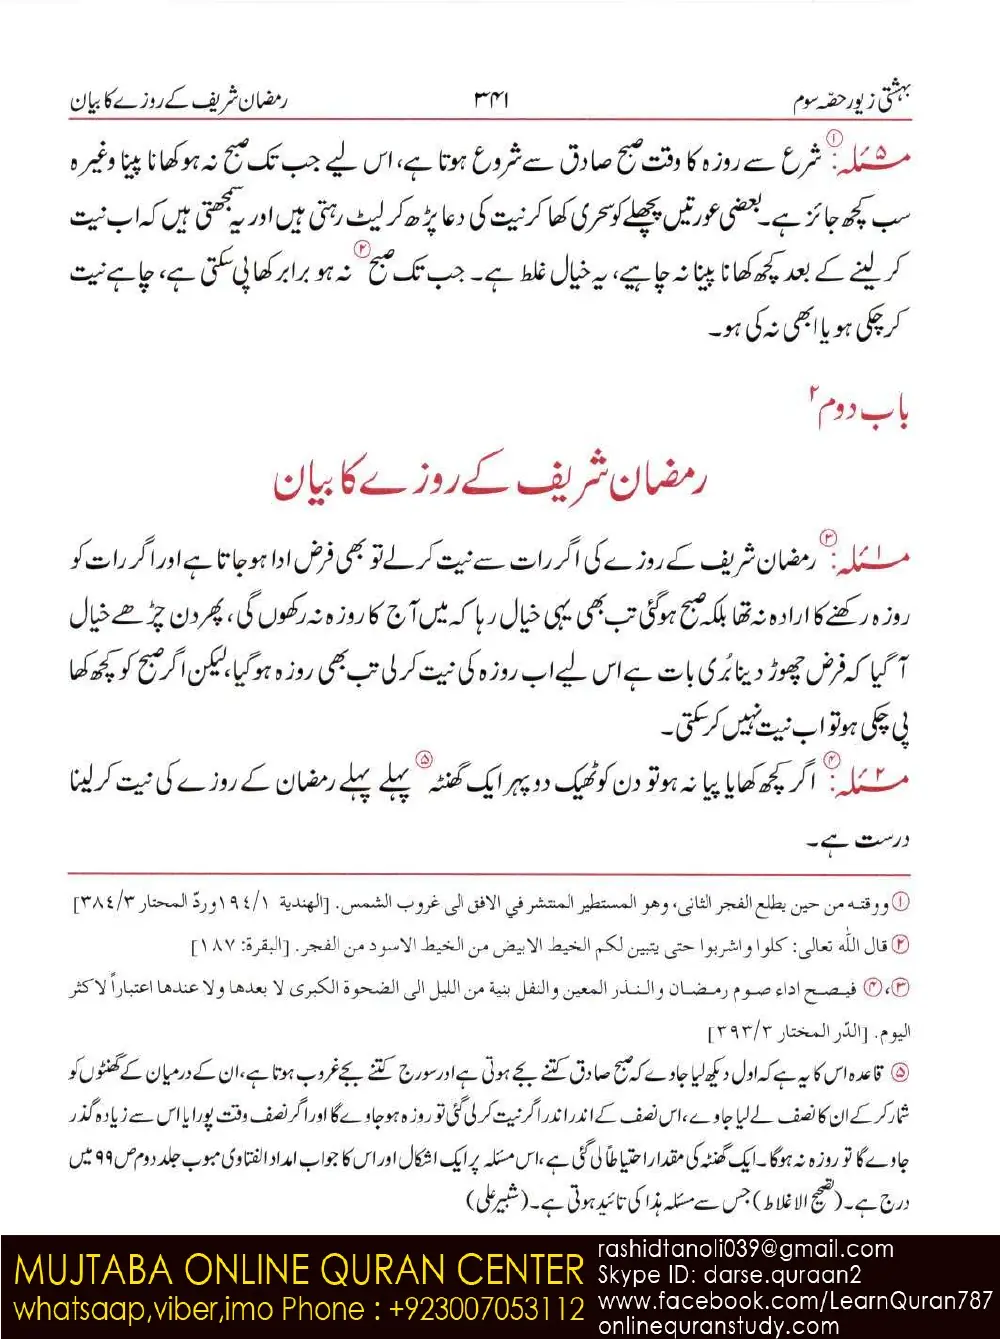 بہشتی زیور حصّہ سوم ۳۴۱ رمضان شریف کے روزے کا بیان
مسئلہ۵: ① شرع سے روزہ کا وقت صبح صادق سے شروع ہوتا ہے، اس لیے جب تک صبح نہ ہو کھانا پینا وغیرہ
سب کچھ جائز ہے۔ بعضی عورتیں پچھلے کو سحری کھا کر نیت کی دعا پڑھ کر لیٹ رہتی ہیں اور یہ سمجھتی ہیں کہ اب نیت
کر لینے کے بعد کچھ کھانا پینا نہ چاہیے، یہ خیال غلط ہے۔ جب تک صبح ② نہ ہو برابر کھا پی سکتی ہے، چاہے نیت
کر چکی ہو یا ابھی نہ کی ہو۔
باب دوم ۲
رمضان شریف کے روزے کا بیان
مسئلہ۱: ③ رمضان شریف کے روزے کی اگر رات سے نیت کر لے تو بھی فرض ادا ہو جاتا ہے اور اگر رات کو
روزہ رکھنے کا ارادہ نہ تھا بلکہ صبح ہو گئی تب بھی یہی خیال رہا کہ میں آج کا روزہ نہ رکھوں گی، پھر دن چڑھے خیال
آ گیا کہ فرض چھوڑ دینا بُری بات ہے اس لیے اب روزہ کی نیت کر لی تب بھی روزہ ہو گیا، لیکن اگر صبح کو کچھ کھا
پی چکی ہو تو اب نیت نہیں کر سکتی۔
مسئلہ۲: ④ اگر کچھ کھایا پیا نہ ہو تو دن کو ٹھیک دوپہر ایک گھنٹہ ⑤ پہلے پہلے رمضان کے روزے کی نیت کر لینا
درست ہے۔
① ووقته من حين يطلع الفجر الثانی، وهو المستطير المنتشر في الافق الى غروب الشمس. [الهندية ١/١٩٤ وردّ المحتار ٣/٣٨٤]
② قال اللّٰه تعالى: كلوا واشربوا حتى يتبين لكم الخيط الابيض من الخيط الاسود من الفجر. [البقرة: ١٨٧]
③،④ فيصح اداء صوم رمضان والنذر المعين والنفل بنية من الليل الى الضحوة الكبرى لا بعدها ولا عندها اعتباراً لاكثر
اليوم. [الدّر المختار ٣/٣٩٣]
⑤ قاعدہ اس کا یہ ہے کہ اول دیکھ لیا جاوے کہ صبح صادق کتنے بجے ہوتی ہے اور سورج کتنے بجے غروب ہوتا ہے، ان کے درمیان کے گھنٹوں کو
شمار کر کے ان کا نصف لے لیا جاوے، اس نصف کے اندر اندر اگر نیت کر لی گئی تو روزہ ہو جاوے گا اور اگر نصف وقت پورا یا اس سے زیادہ گذر
جاوے گا تو روزہ نہ ہوگا۔ ایک گھنٹہ کی مقدار احتیاطاً لی گئی ہے، اس مسئلہ پر ایک اشکال اور اس کا جواب امداد الفتاوی مبوب جلد دوم ص ۹۹ میں
درج ہے۔ (تصحیح الاغلاط) جس سے مسئلہ ہذا کی تائید ہوتی ہے۔ (شبیر علی)
MUJTABA ONLINE QURAN CENTER
whatsaap,viber,imo Phone : +923007053112
rashidtanoli039@gmail.com
Skype ID: darse.quraan2
www.facebook.com/LearnQuran787
onlinequranstudy.com